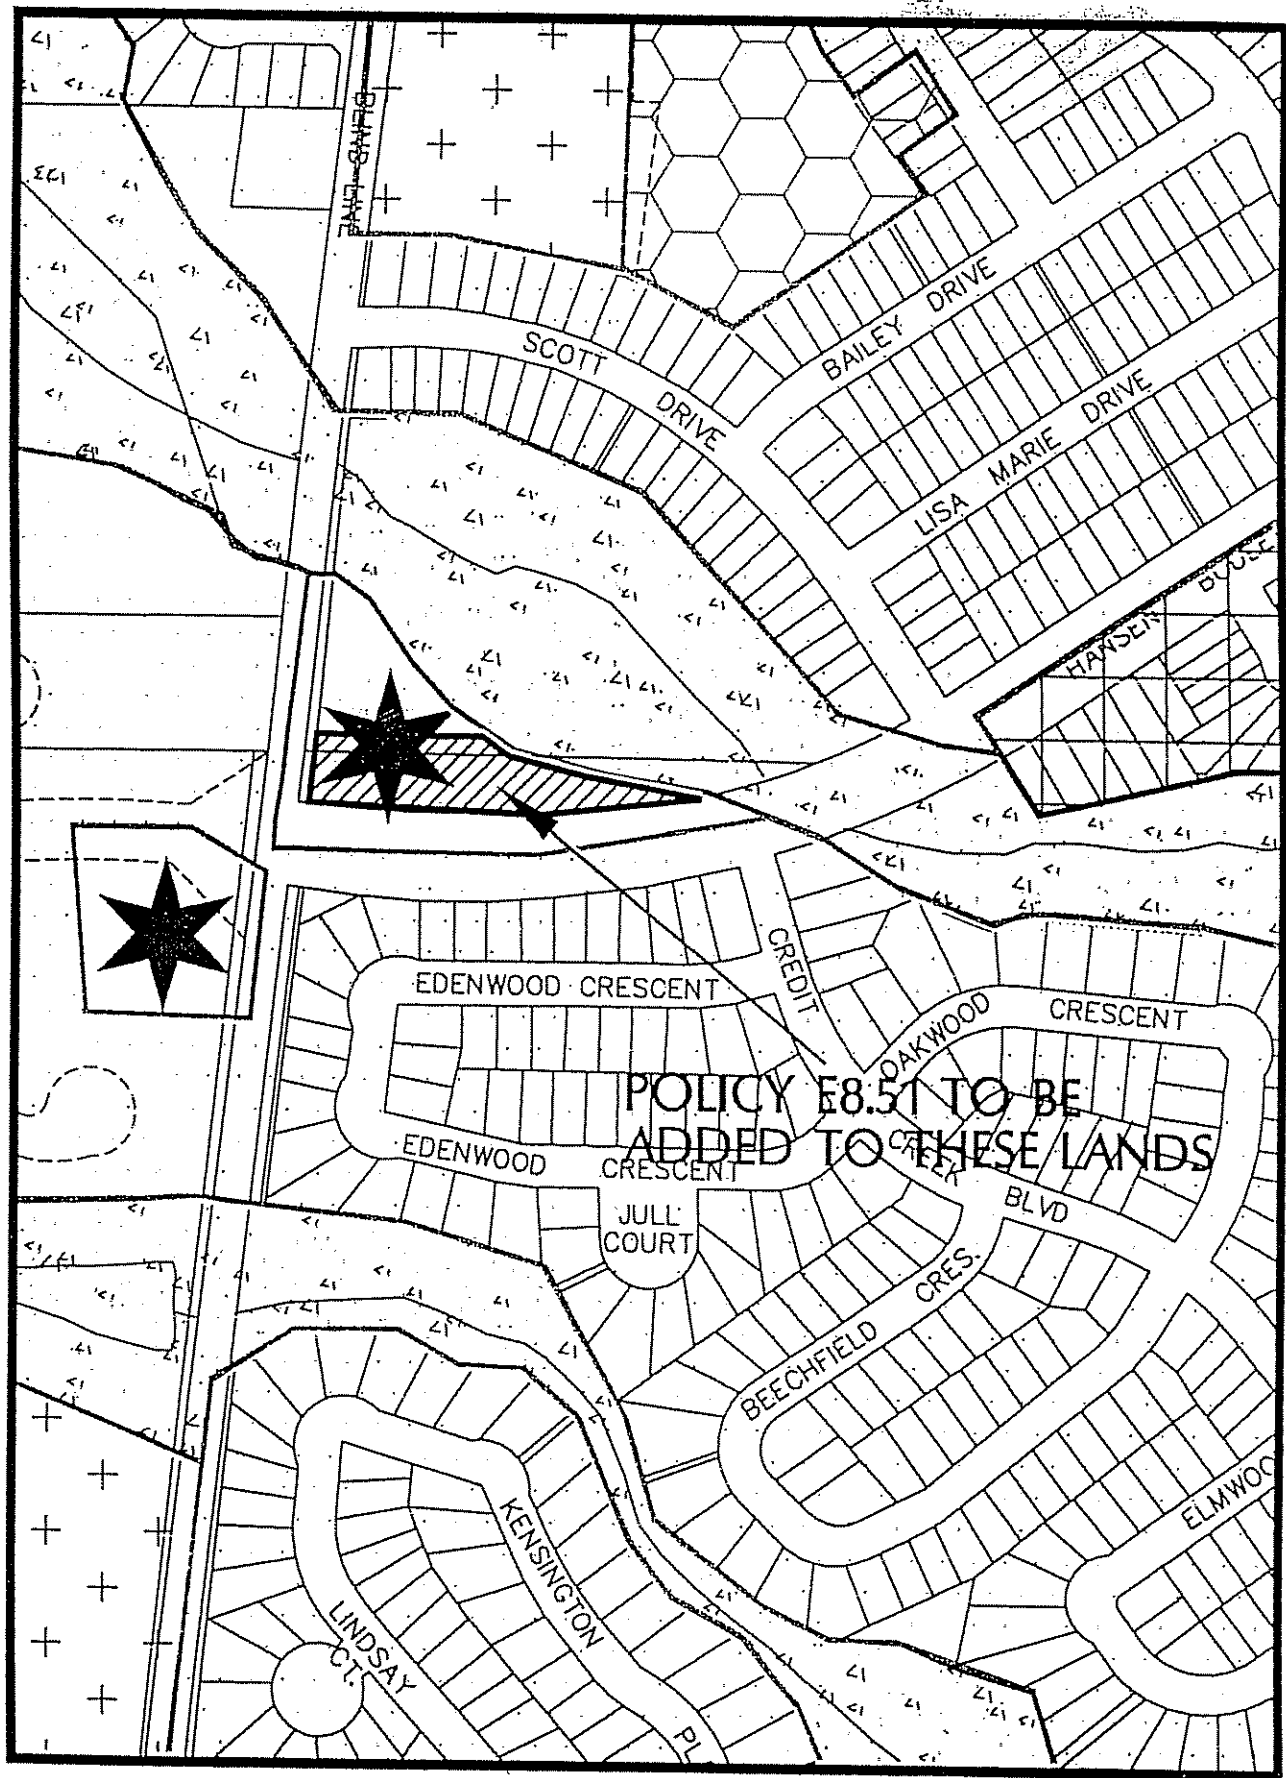 BLIND LINE
SCOTT
DRIVE
BAILEY DRIVE
LISA MARIE DRIVE
HANSEN
EDENWOOD CRESCENT
CREDIT
OAKWOOD
CRESCENT
POLICY E8.51 TO BE
ADDED TO THESE LANDS
EDENWOOD
CRESCENT
CREEK
BLVD
JULL
COURT
BEECHFIELD
CRES.
ELMWOO
KENSINGTON
PL
LINDSAY
CT.